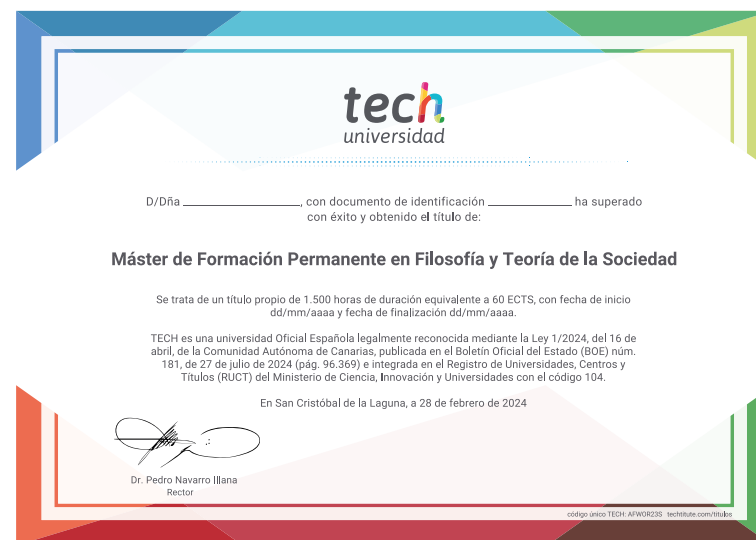 tech
universidad
D/Dña ____________________, con documento de identificación ______________ ha superado
con éxito y obtenido el título de:
Máster de Formación Permanente en Filosofía y Teoría de la Sociedad
Se trata de un título propio de 1.500 horas de duración equivalente a 60 ECTS, con fecha de inicio
dd/mm/aaaa y fecha de finalización dd/mm/aaaa.
TECH es una universidad Oficial Española legalmente reconocida mediante la Ley 1/2024, del 16 de
abril, de la Comunidad Autónoma de Canarias, publicada en el Boletín Oficial del Estado (BOE) núm.
181, de 27 de julio de 2024 (pág. 96.369) e integrada en el Registro de Universidades, Centros y
Títulos (RUCT) del Ministerio de Ciencia, Innovación y Universidades con el código 104.
En San Cristóbal de la Laguna, a 28 de febrero de 2024
Dr. Pedro Navarro Illana
Rector
código único TECH: AFWOR23S techtitute.com/titulos